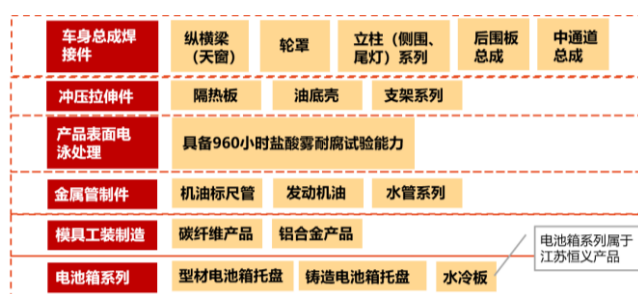 车身总成焊
接件
纵横梁
（天窗）
轮罩
立柱（侧围、
尾灯）系列
后围板
总成
中通道
总成
冲压拉伸件
隔热板
油底壳
支架系列
产品表面电
泳处理
具备960小时盐酸雾耐腐试验能力
金属管制件
机油标尺管
发动机油
水管系列
模具工装制造
碳纤维产品
铝合金产品
电池箱系列
型材电池箱托盘
铸造电池箱托盘
水冷板
电池箱系列属于
江苏恒义产品